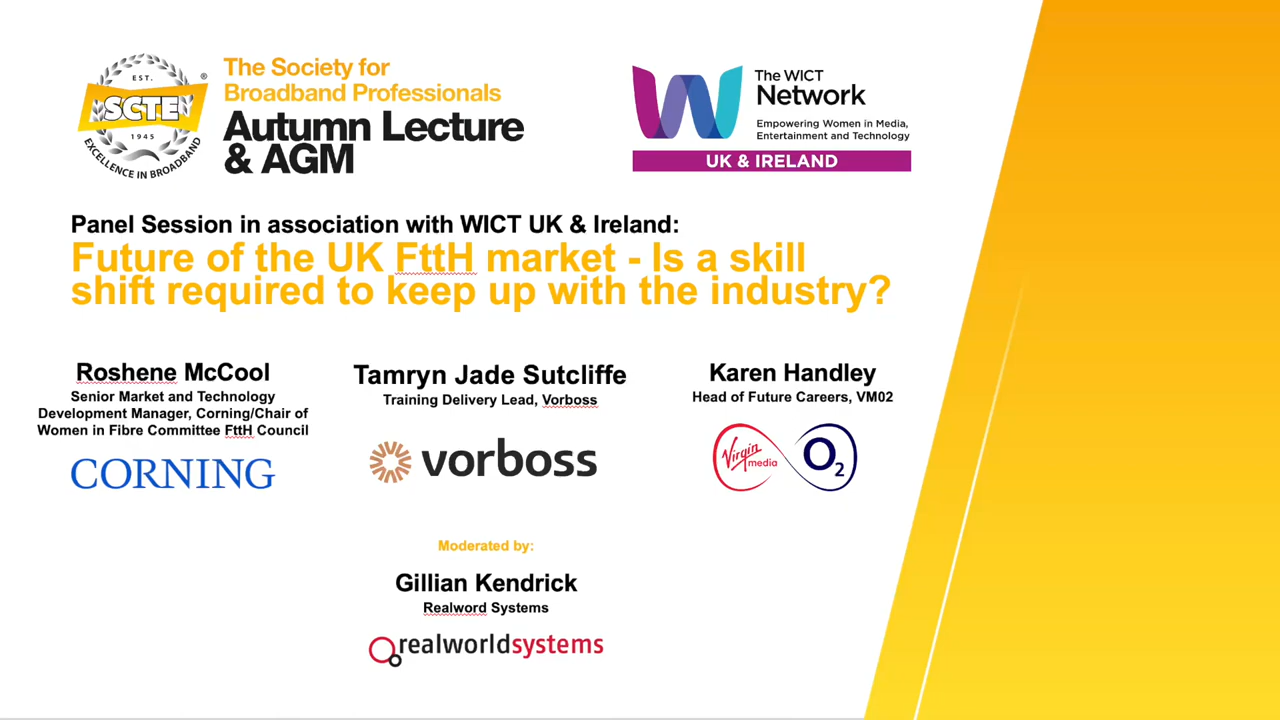 EST.
SCTE
®
1945
EXCELLENCE IN BROADBAND
The Society for
Broadband Professionals
Autumn Lecture
& AGM
The WICT
Network
Empowering Women in Media,
Entertainment and Technology
UK & IRELAND
Panel Session in association with WICT UK & Ireland:
Future of the UK FttH market - Is a skill
shift required to keep up with the industry?
Roshene McCool
Senior Market and Technology
Development Manager, Corning/Chair of
Women in Fibre Committee FttH Council
CORNING
Tamryn Jade Sutcliffe
Training Delivery Lead, Vorboss
vorboss
Karen Handley
Head of Future Careers, VM02
Virgin
media
O2
Moderated by:
Gillian Kendrick
Realword Systems
realworldsystems